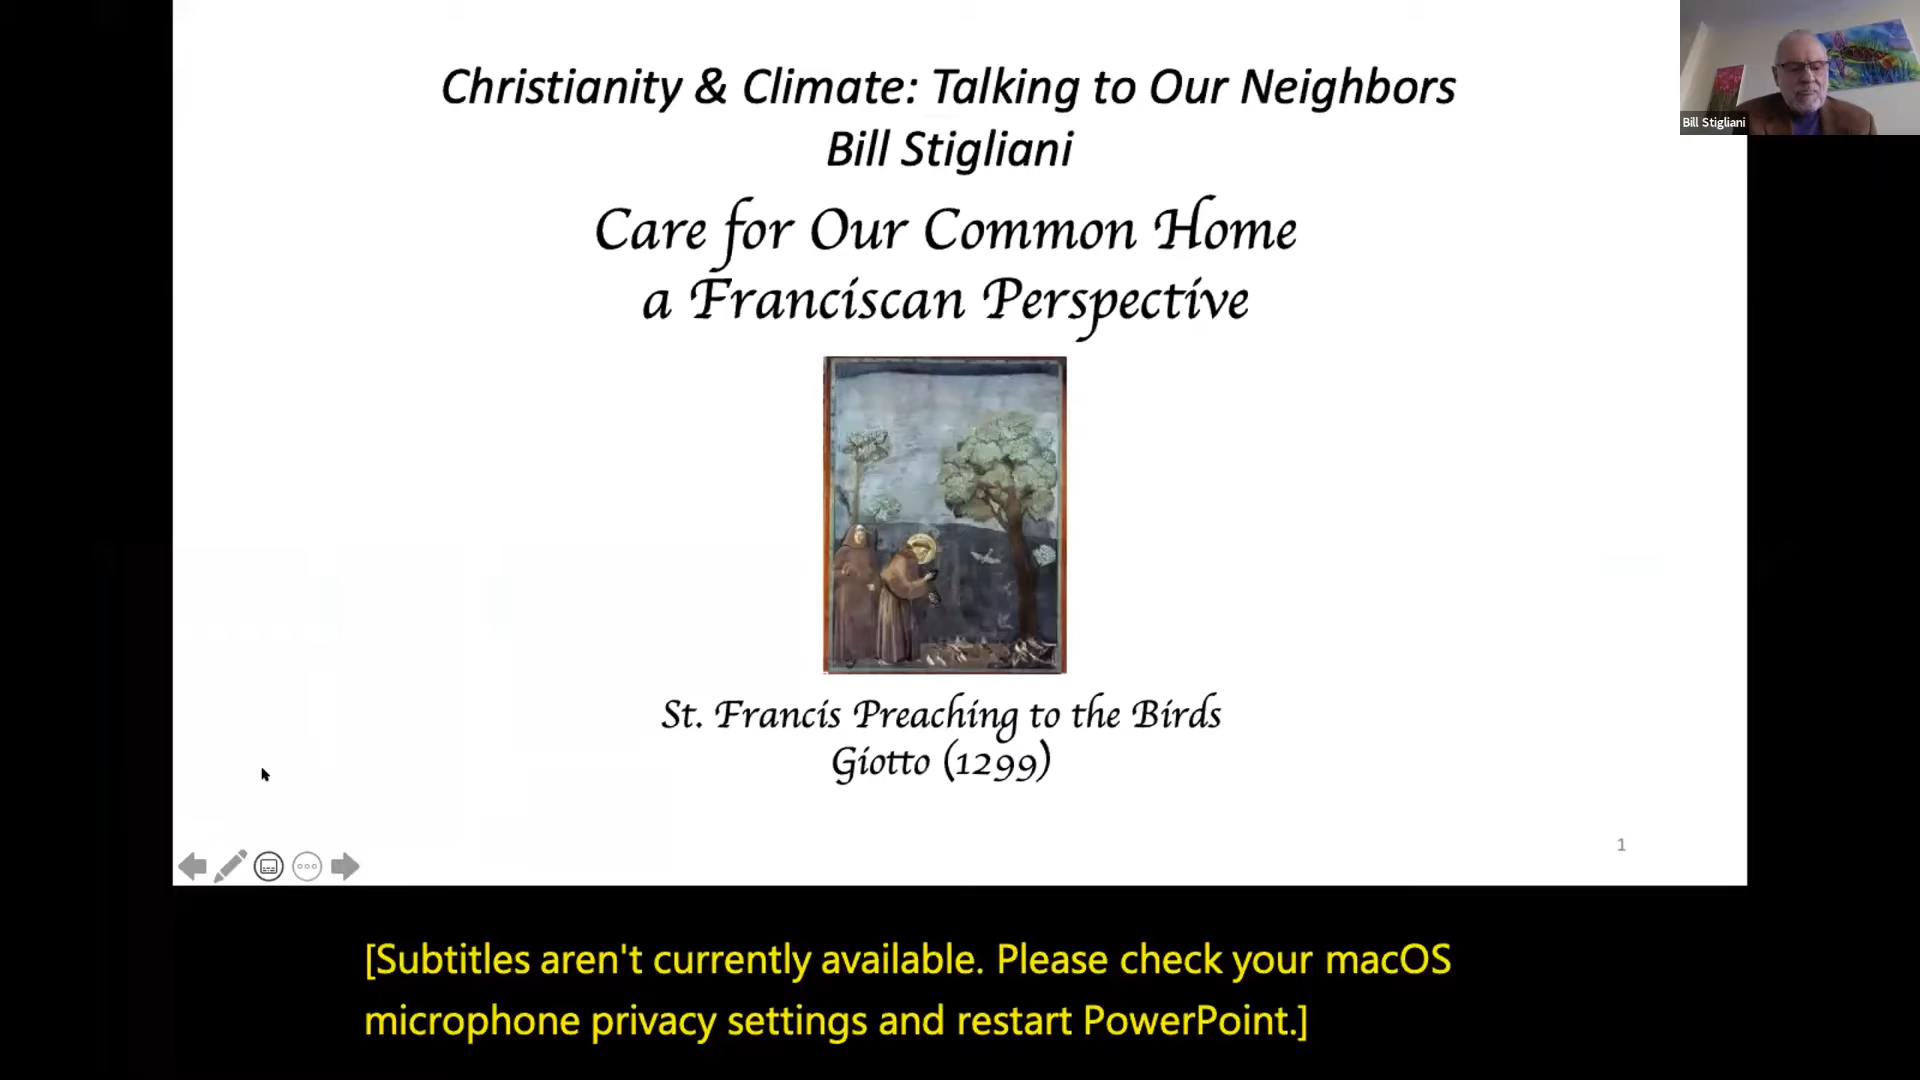 Christianity & Climate: Talking to Our Neighbors
Bill Stigliani
Care for Our Common Home
a Franciscan Perspective
St. Francis Preaching to the Birds
Giotto (1299)
1
Bill Stigliani
[Subtitles aren't currently available. Please check your macOS
microphone privacy settings and restart PowerPoint.]